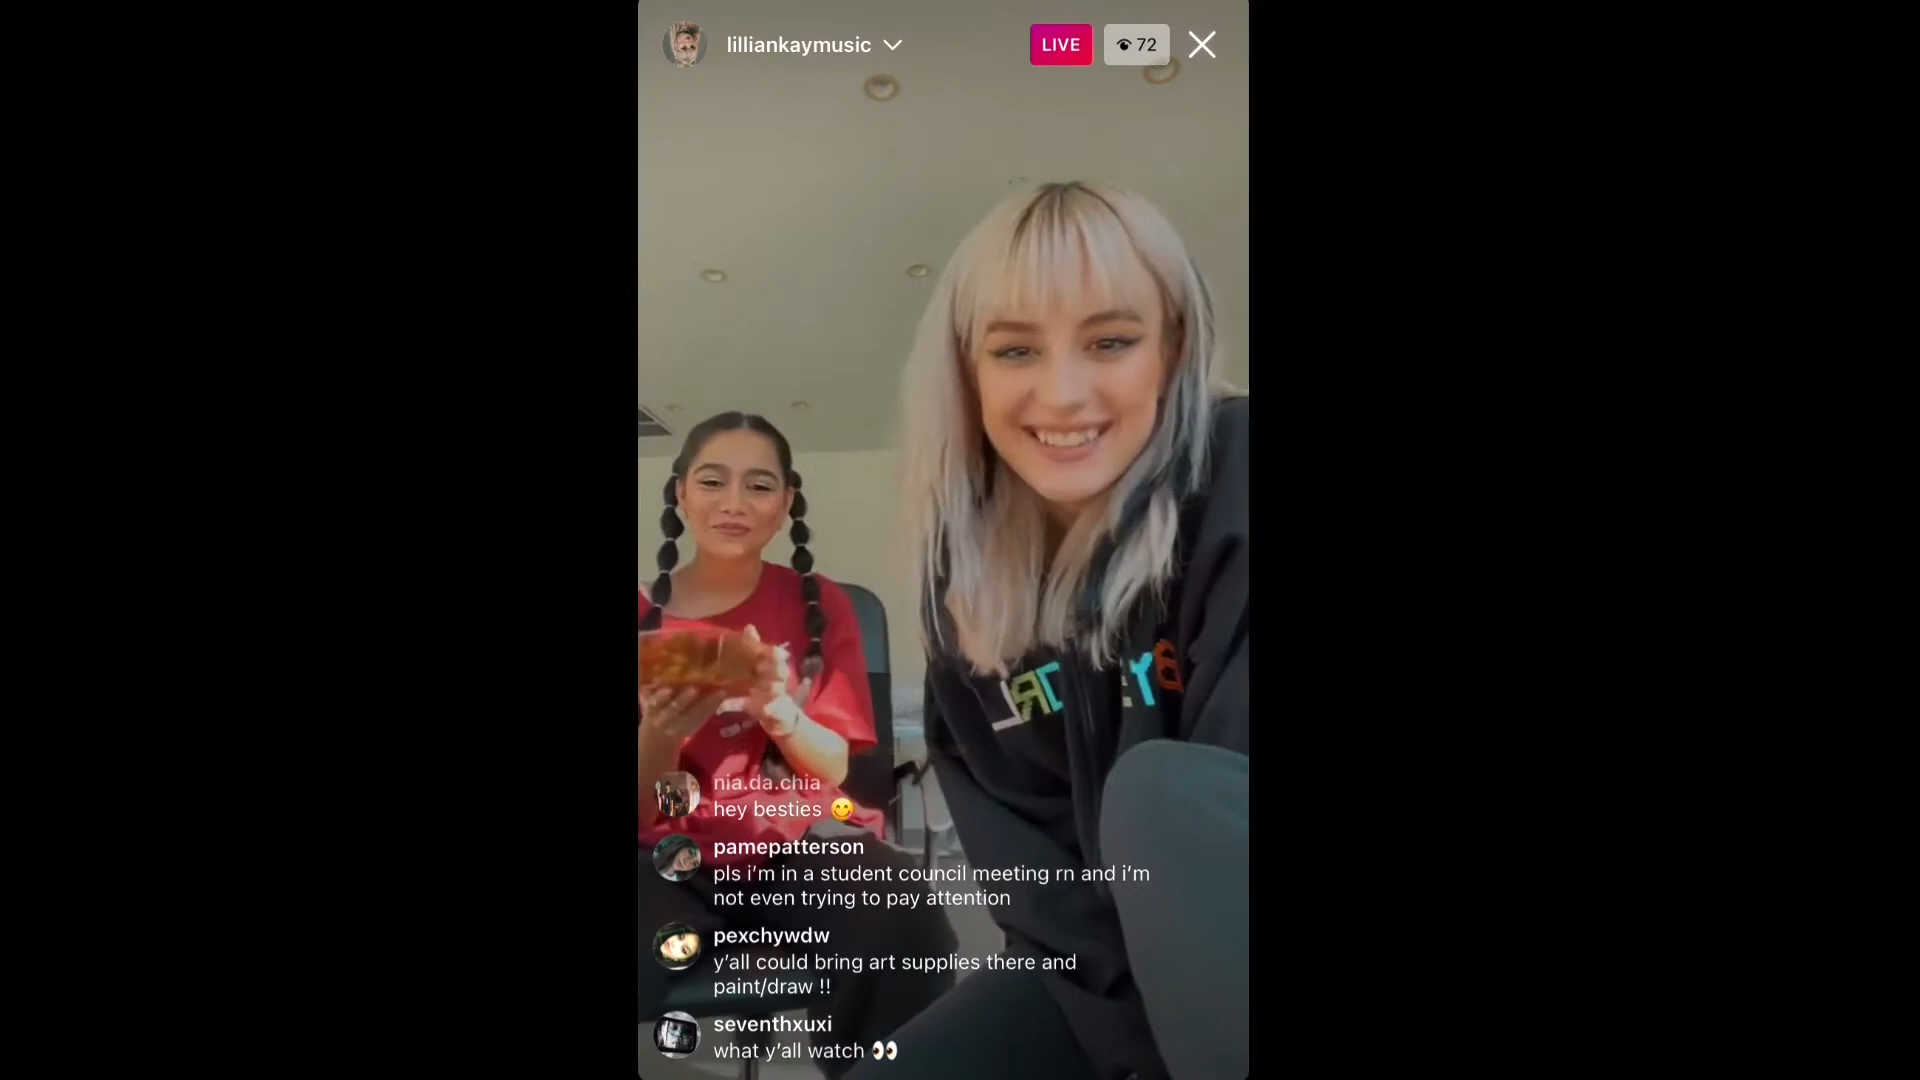 lilliankaymusic
LIVE
72
nia.da.chia
hey besties 😋
pamepatterson
pls i'm in a student council meeting rn and i'm
not even trying to pay attention
pexchywdw
y'all could bring art supplies there and
paint/draw !!
seventhxuxi
what y'all watch 👀